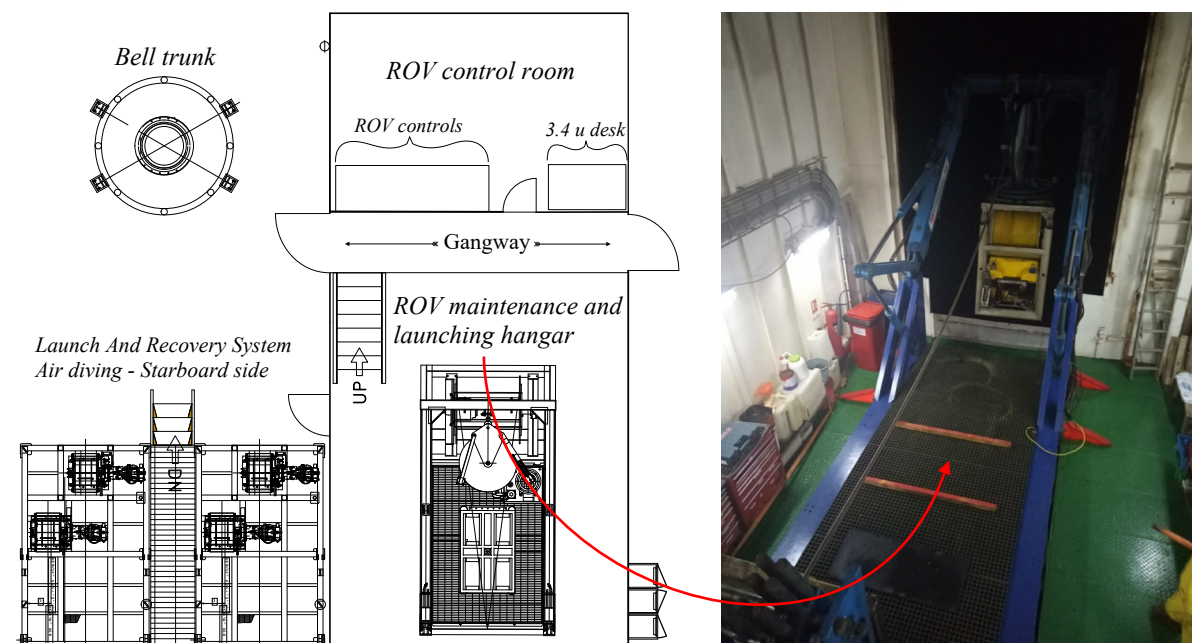 Bell trunk
ROV control room
ROV controls
3.4 u desk
Gangway
ROV maintenance and
launching hangar
Launch And Recovery System
Air diving - Starboard side
UP
DN